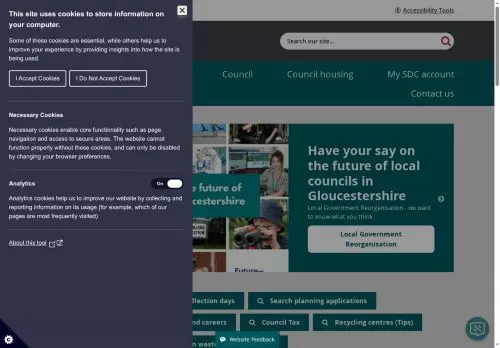 This site uses cookies to store information on
your computer.
Some of these cookies are essential, while others help us to
improve your experience by providing insights into how the site is
being used.
I Accept Cookies
I Do Not Accept Cookies
Necessary Cookies
Necessary cookies enable core functionality such as page
navigation and access to secure areas. The website cannot
function properly without these cookies, and can only be disabled
by changing your browser preferences.
Analytics
On
Analytics cookies help us to improve our website by collecting and
reporting information on its usage (for example, which of our
pages are most frequently visited)
About this tool
Accessibility Tools
Search our site...
Council
Council housing
My SDC account
Contact us
future of
cestershire
Future
Have your say on
the future of local
councils in
Gloucestershire
Local Government Reorganisation - we want
to know what you think
Local Government
Reorganisation
llection days
Search planning applications
nd careers
Council Tax
Recycling centres (Tips)
n wast
Website feedback